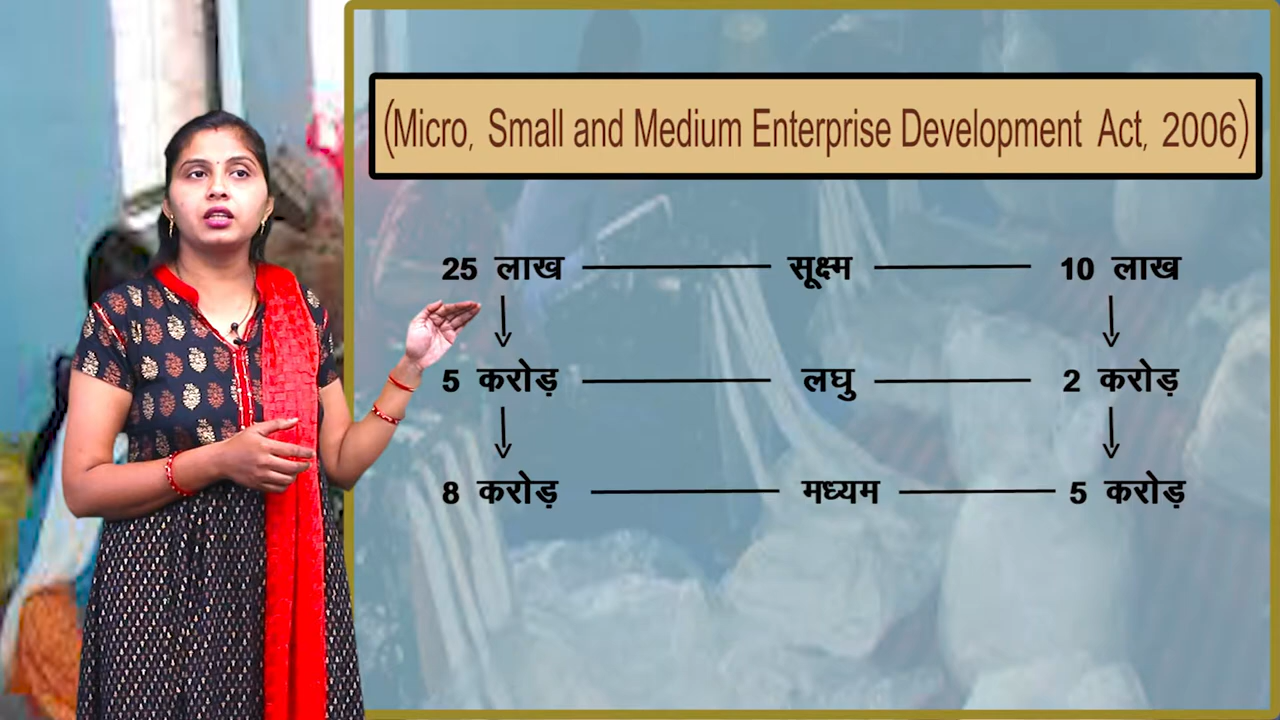 (Micro, Small and Medium Enterprise Development Act, 2006)
25 लाख सूक्ष्म 10 लाख
5 करोड़ लघु 2 करोड़
8 करोड़ मध्यम 5 करोड़